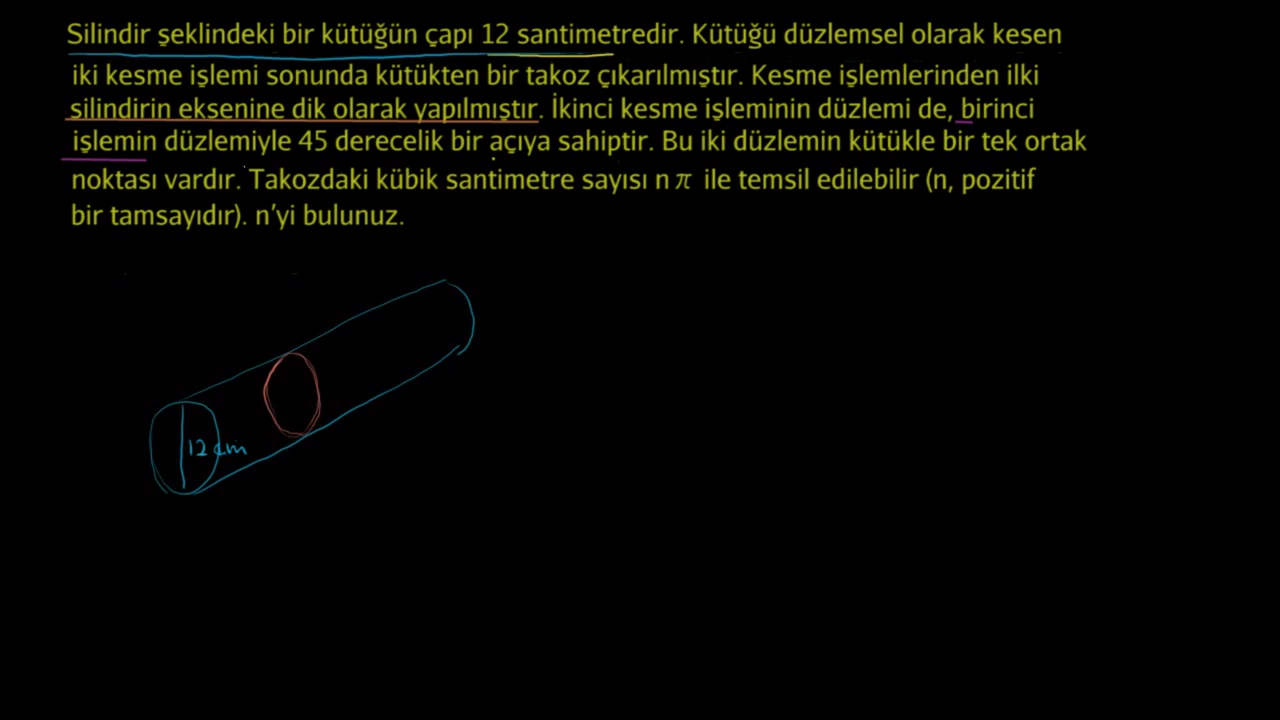 Silindir şeklindeki bir kütüğün çapı 12 santimetredir. Kütüğü düzlemsel olarak kesen
iki kesme işlemi sonunda kütükten bir takoz çıkarılmıştır. Kesme işlemlerinden ilki
silindirin eksenine dik olarak yapılmıştır. İkinci kesme işleminin düzlemi de, birinci
işlemin düzlemiyle 45 derecelik bir açıya sahiptir. Bu iki düzlemin kütükle bir tek ortak
noktası vardır. Takozdaki kübik santimetre sayısı n π ile temsil edilebilir (n, pozitif
bir tamsayıdır). n’yi bulunuz.
12 cm